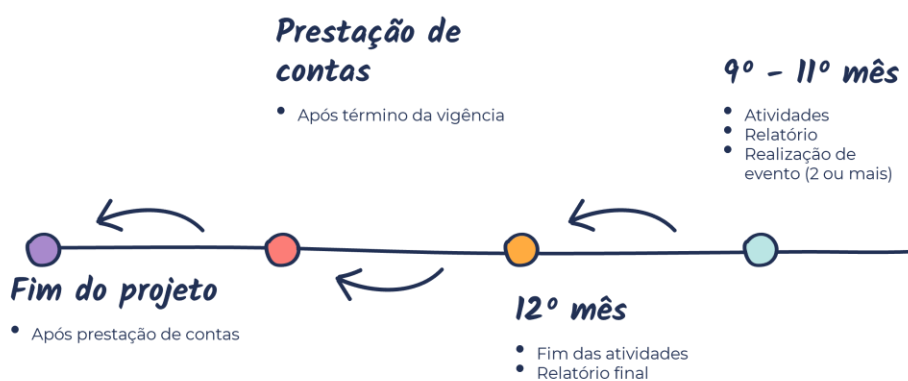 Prestação de
contas
• Após término da vigência
9º - 11º mês
• Atividades
• Relatório
• Realização de
evento (2 ou mais)
Fim do projeto
• Após prestação de contas
12º mês
• Fim das atividades
• Relatório final